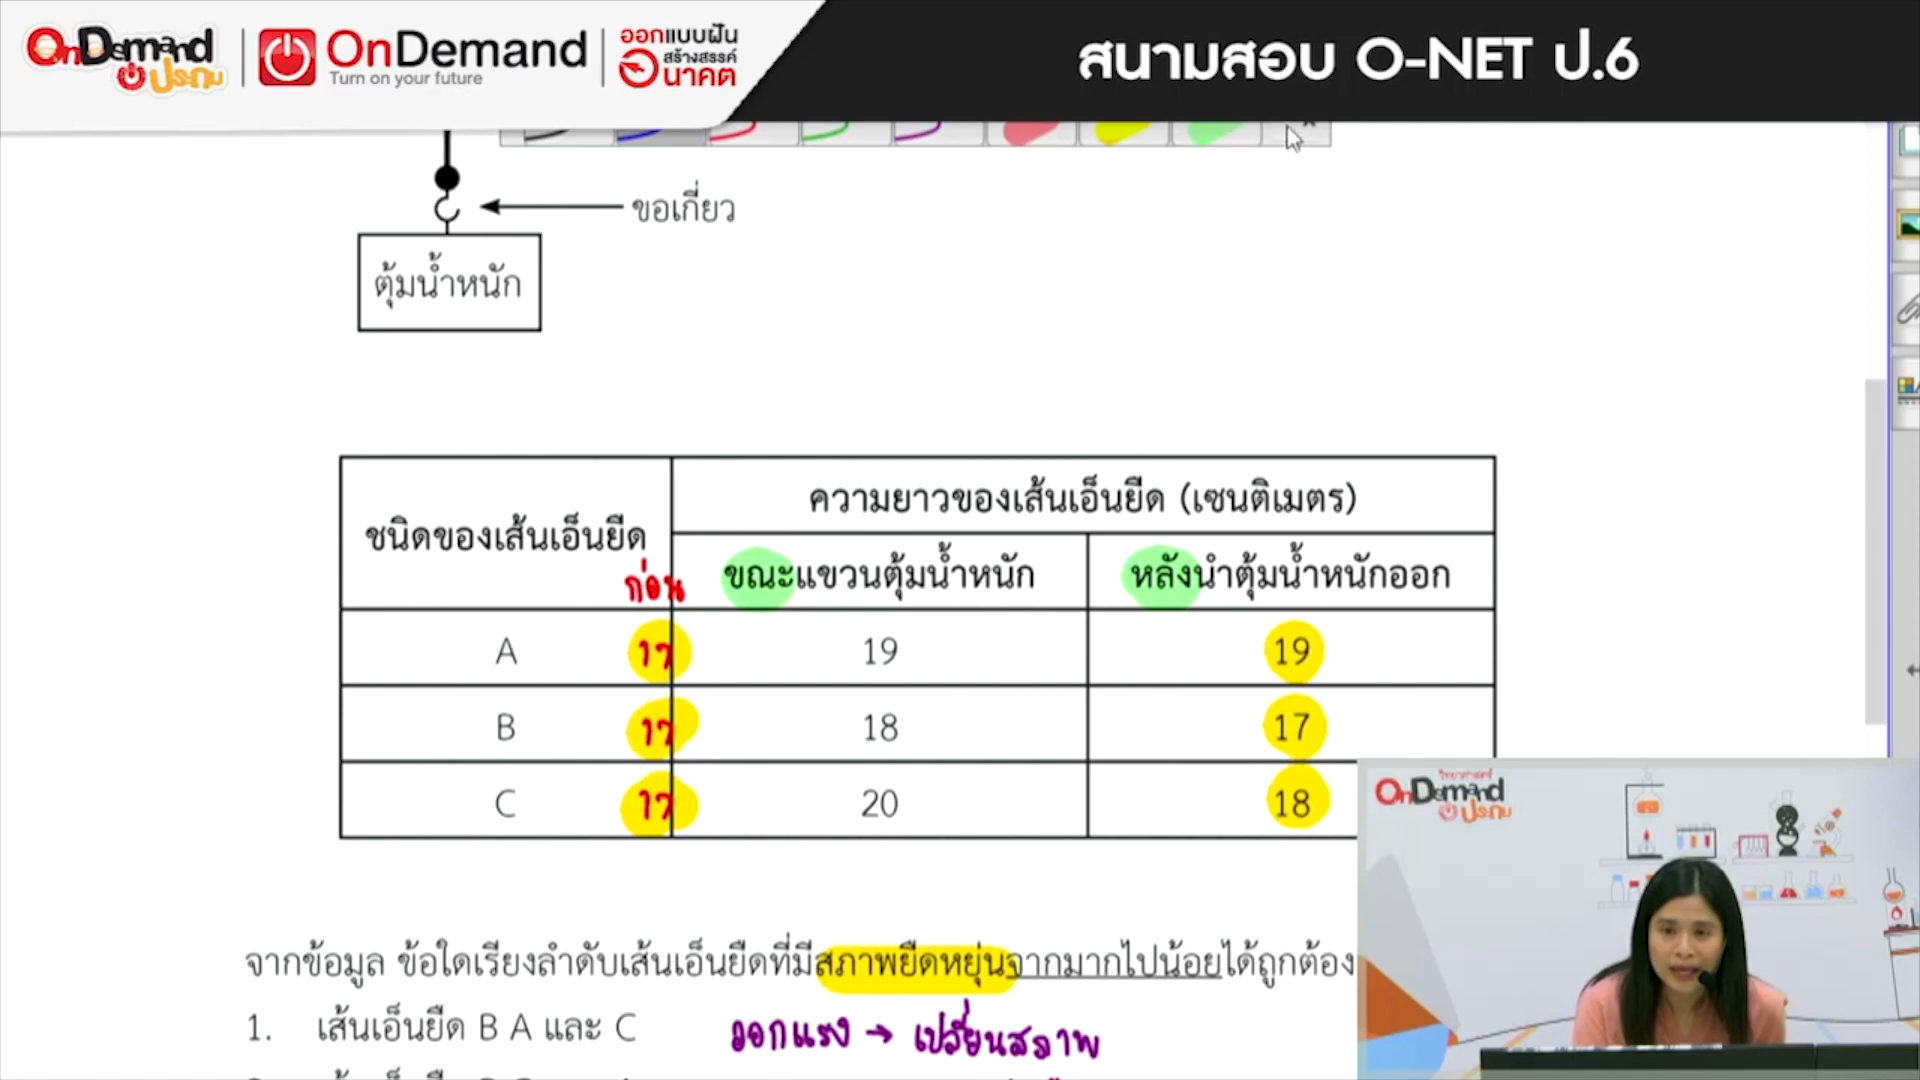 OnDemand ประถม
OnDemand
Turn on your future
ออกแบบฝัน
สร้างสรรค์
อนาคต
สนามสอบ O-NET ป.6
ขอเกี่ยว
ตุ้มน้ำหนัก
ชนิดของเส้นเอ็นยืด
ความยาวของเส้นเอ็นยืด (เซนติเมตร)
ก่อน
ขณะแขวนตุ้มน้ำหนัก
หลังนำตุ้มน้ำหนักออก
A 17 19 19
B 17 18 17
C 17 20 18
วิทยาศาสตร์
OnDemand
ประถม
จากข้อมูล ข้อใดเรียงลำดับเส้นเอ็นยืดที่มีสภาพยืดหยุ่นจากมากไปน้อยได้ถูกต้อง
1. เส้นเอ็นยืด B A และ C
ออกแรง → เปลี่ยนสภาพ